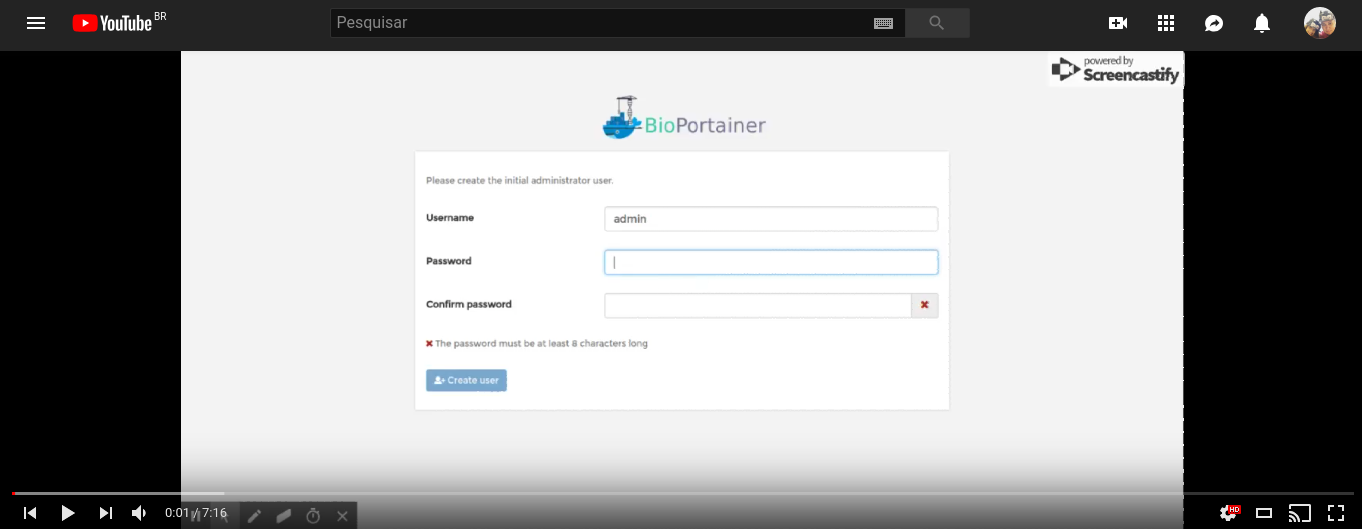 YouTube BR
Pesquisar
powered by
Screencastify
BioPortainer
Please create the initial administrator user.
Username
admin
Password
Confirm password
The password must be at least 8 characters long
Create user
0:01 / 7:16
HD